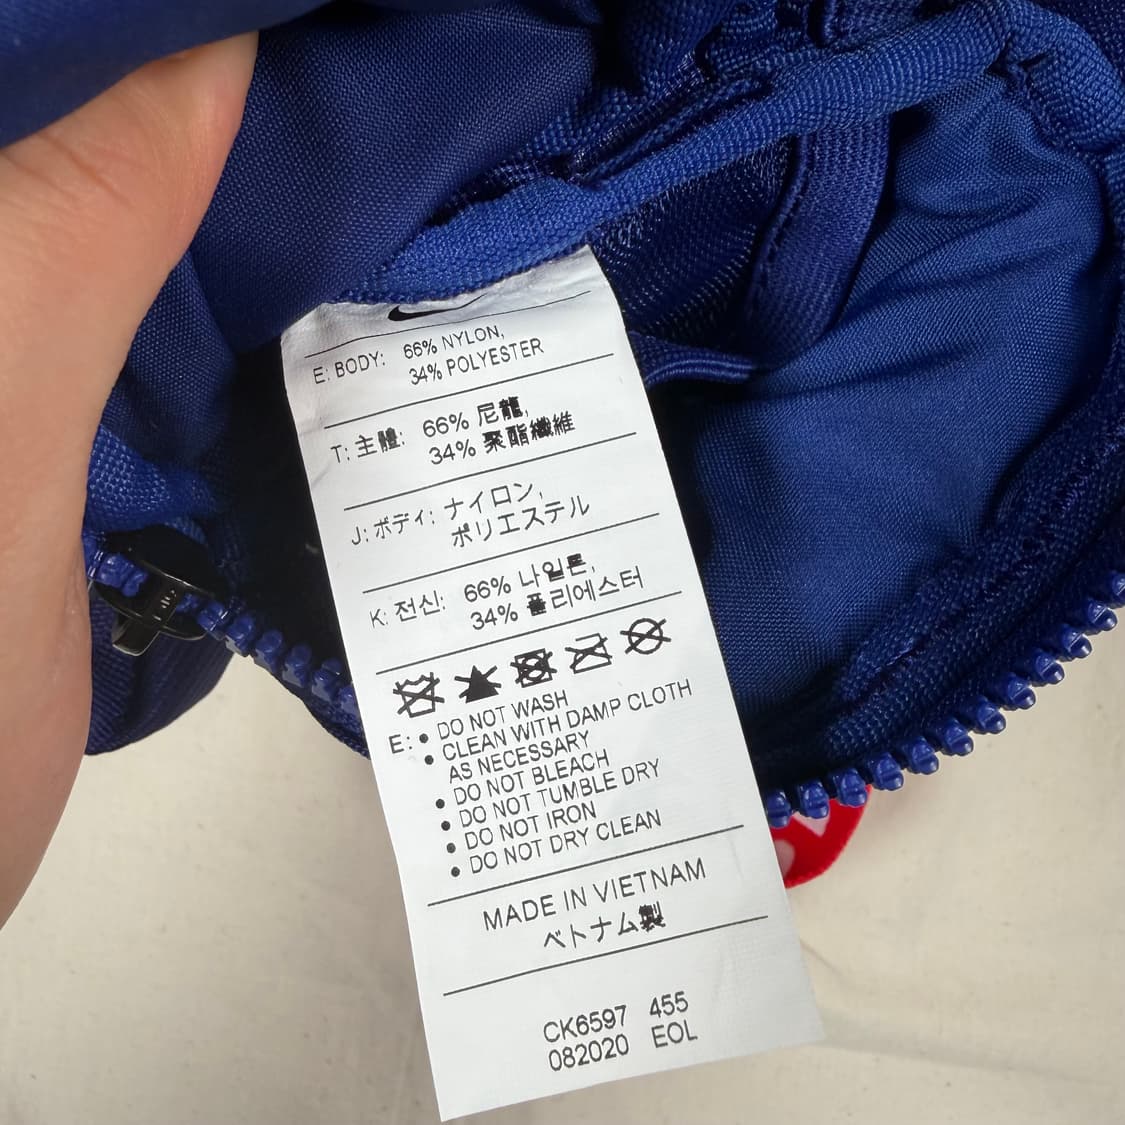 E: BODY: 66% NYLON,
34% POLYESTER
T: 主體: 66% 尼龍,
34% 聚酯纖維
J: ボディ: ナイロン,
ポリエステル
K: 전신: 66% 나일론,
34% 폴리에스터
E: • DO NOT WASH
• CLEAN WITH DAMP CLOTH
AS NECESSARY
• DO NOT BLEACH
• DO NOT TUMBLE DRY
• DO NOT IRON
• DO NOT DRY CLEAN
MADE IN VIETNAM
ベトナム製
CK6597 455
082020 EOL